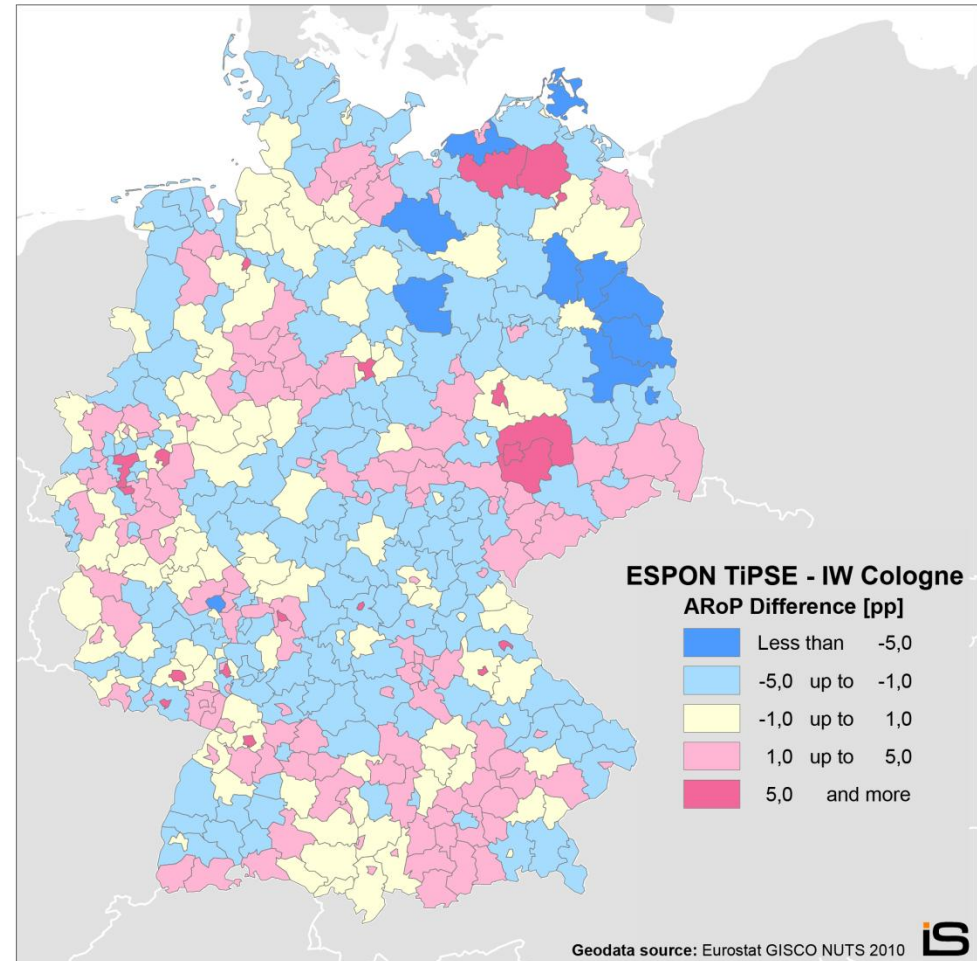 ESPON TiPSE - IW Cologne
ARoP Difference [pp]
Less than -5,0
-5,0 up to -1,0
-1,0 up to 1,0
1,0 up to 5,0
5,0 and more
Geodata source: Eurostat GISCO NUTS 2010
is